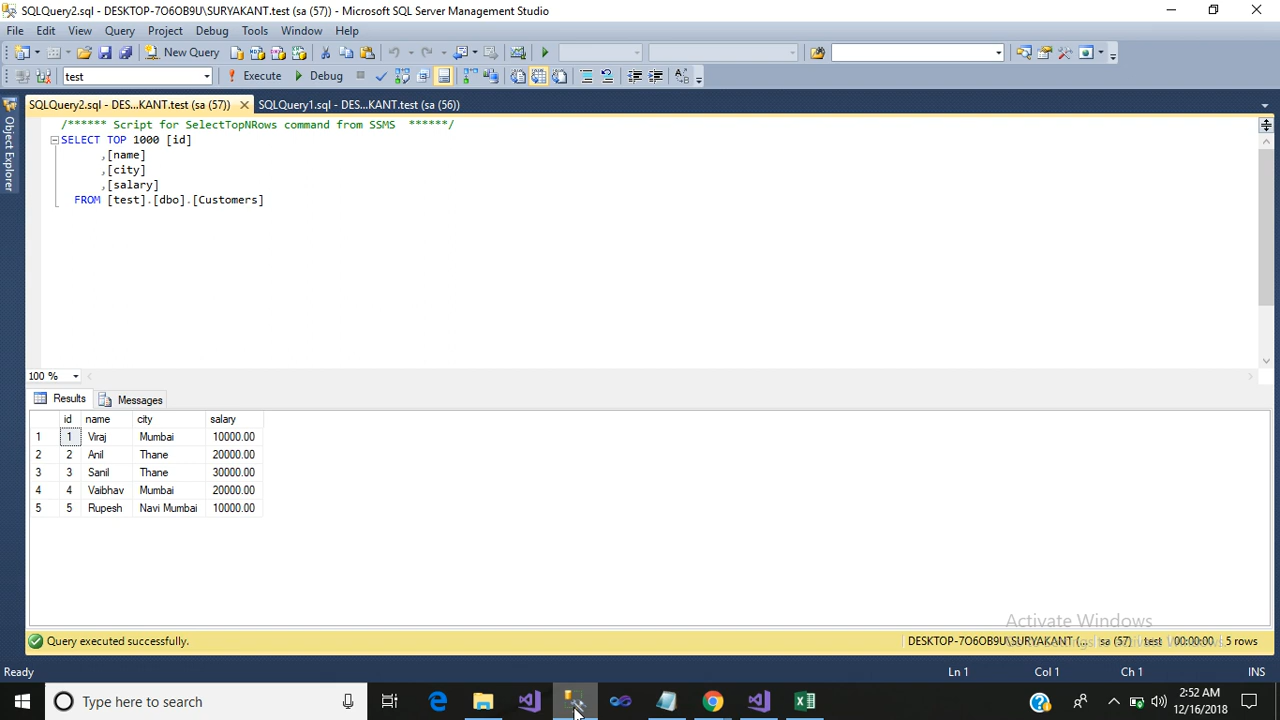 SQLQuery2.sql - DESKTOP-7O6OB9U\SURYAKANT.test (sa (57)) - Microsoft SQL Server Management Studio
File Edit View Query Project Debug Tools Window Help
New Query
test Execute Debug
SQLQuery2.sql - DES...KANT.test (sa (57)) SQLQuery1.sql - DES...KANT.test (sa (56))
Object Explorer
/****** Script for SelectTopNRows command from SSMS ******/
SELECT TOP 1000 [id]
,[name]
,[city]
,[salary]
FROM [test].[dbo].[Customers]
100 %
Results Messages
id name city salary
1 1 Viraj Mumbai 10000.00
2 2 Anil Thane 20000.00
3 3 Sanil Thane 30000.00
4 4 Vaibhav Mumbai 20000.00
5 5 Rupesh Navi Mumbai 10000.00
Activate Windows
Query executed successfully. DESKTOP-7O6OB9U\SURYAKANT (... sa (57) test 00:00:00 5 rows
Ready Ln 1 Col 1 Ch 1 INS
Type here to search
2:52 AM
12/16/2018